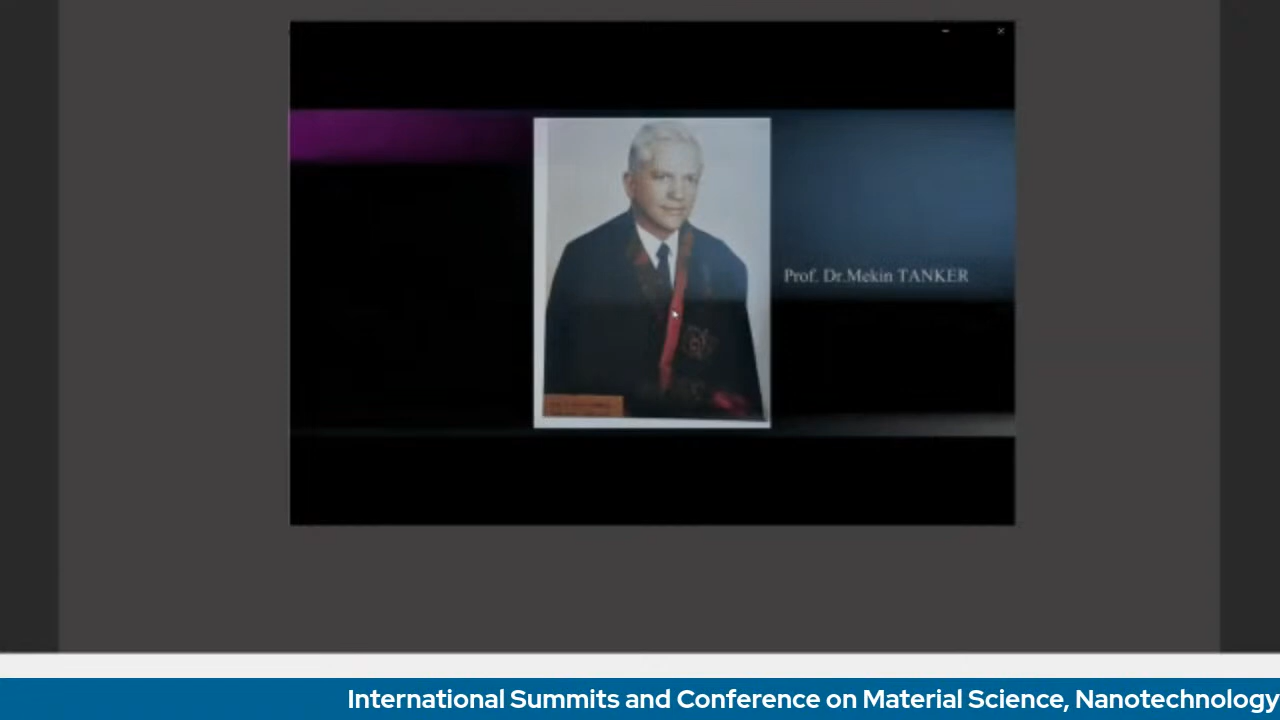 Prof. Dr.Mekin TANKER
International Summits and Conference on Material Science, Nanotechnology